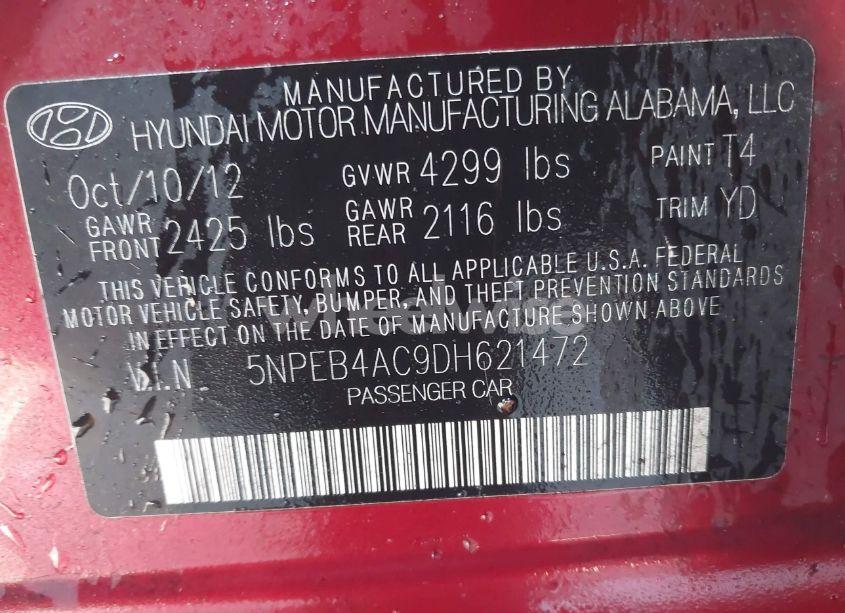 MANUFACTURED BY
HYUNDAI MOTOR MANUFACTURING ALABAMA, LLC
Oct/10/12 GVWR 4299 lbs PAINT T4
GAWR FRONT 2425 lbs GAWR REAR 2116 lbs TRIM YD
THIS VEHICLE CONFORMS TO ALL APPLICABLE U.S.A. FEDERAL
MOTOR VEHICLE SAFETY, BUMPER, AND THEFT PREVENTION STANDARDS
IN EFFECT ON THE DATE OF MANUFACTURE SHOWN ABOVE
V.I.N 5NPEB4AC9DH621472
PASSENGER CAR